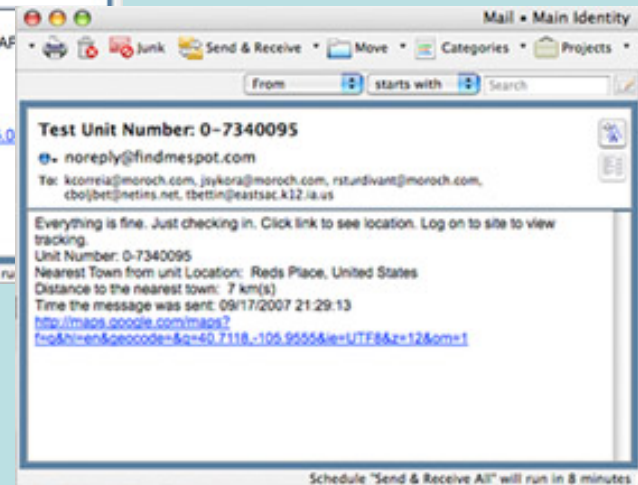 Mail • Main Identity
Junk Send & Receive Move Categories Projects
From starts with Search
Test Unit Number: 0-7340095
noreply@findmespot.com
To: kcorreia@moroch.com, jsykora@moroch.com, rsturdivant@moroch.com,
cboljbet@netins.net, tbettin@eastsac.k12.ia.us
Everything is fine. Just checking in. Click link to see location. Log on to site to view
tracking.
Unit Number: 0-7340095
Nearest Town from unit Location: Reds Place, United States
Distance to the nearest town: 7 km(s)
Time the message was sent: 09/17/2007 21:29:13
http://maps.google.com/maps?
f=q&hl=en&geocode=&q=40.7118,-105.9555&ie=UTF8&z=12&om=1
Schedule "Send & Receive All" will run in 8 minutes